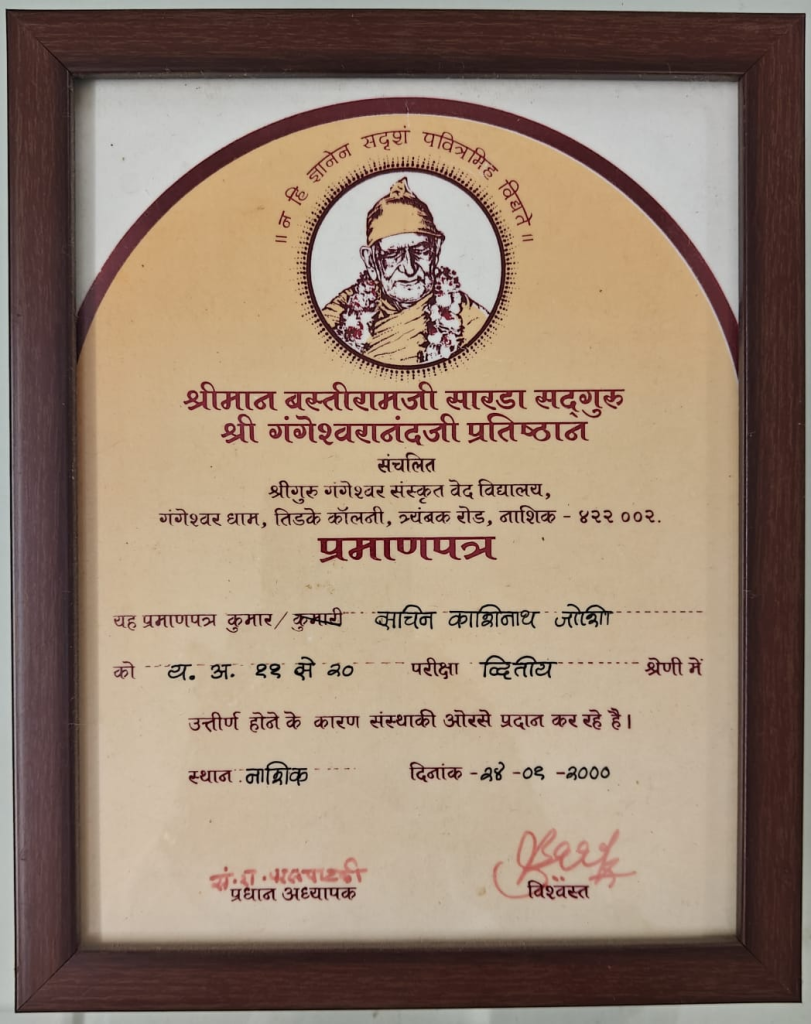 ॥ न हि ज्ञानेन सदृशं पवित्रमिह विद्यते ॥
श्रीमान बस्तीरामजी सारडा सद्‌गुरु
श्री गंगेश्वरानंदजी प्रतिष्ठान
संचलित
श्रीगुरु गंगेश्वर संस्कृत वेद विद्यालय,
गंगेश्वर धाम, तिडके कॉलनी, त्र्यंबक रोड, नाशिक - ४२२ ००२.
प्रमाणपत्र
यह प्रमाणपत्र कुमार/कुमारी सचिन काशिनाथ जोशी
को य. अ. ११ से २० परीक्षा द्वितीय श्रेणी में
उत्तीर्ण होने के कारण संस्थाकी ओरसे प्रदान कर रहे है।
स्थान नाशिक दिनांक - २४ -०९ -२०००
प्रधान अध्यापक विश्वस्त